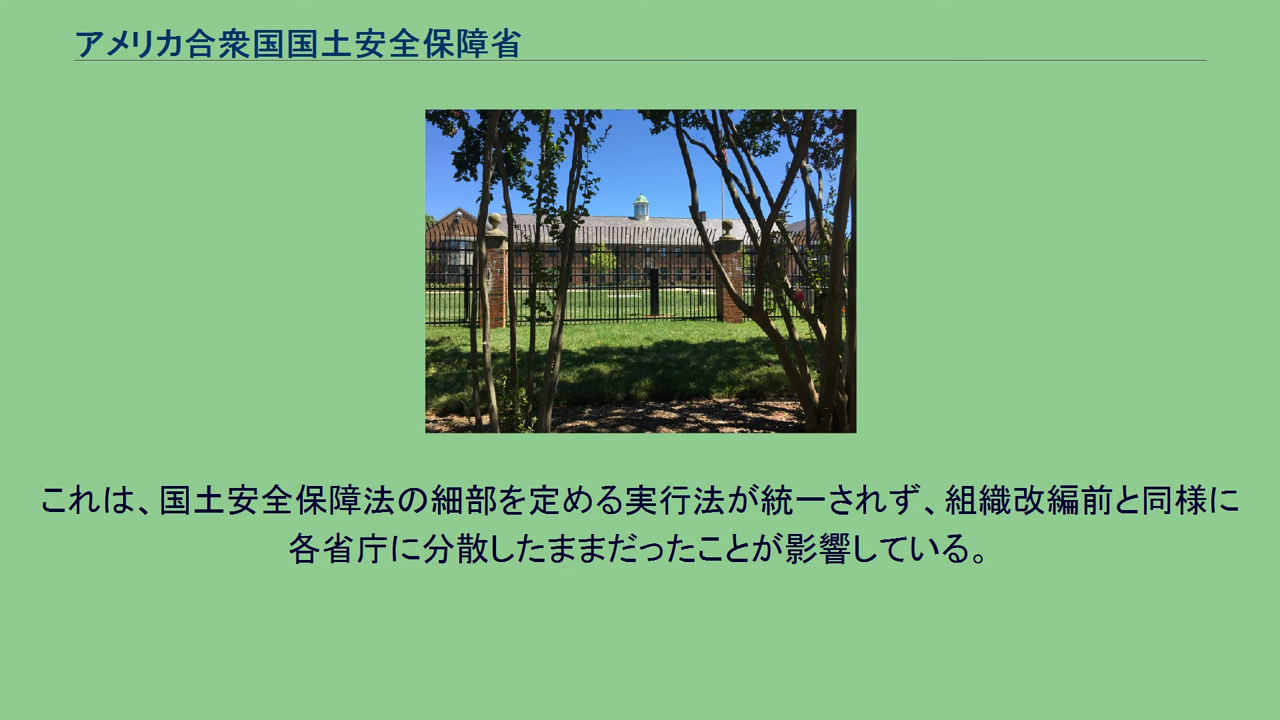 アメリカ合衆国国土安全保障省
これは、国土安全保障法の細部を定める実行法が統一されず、組織改編前と同様に
各省庁に分散したままだったことが影響している。